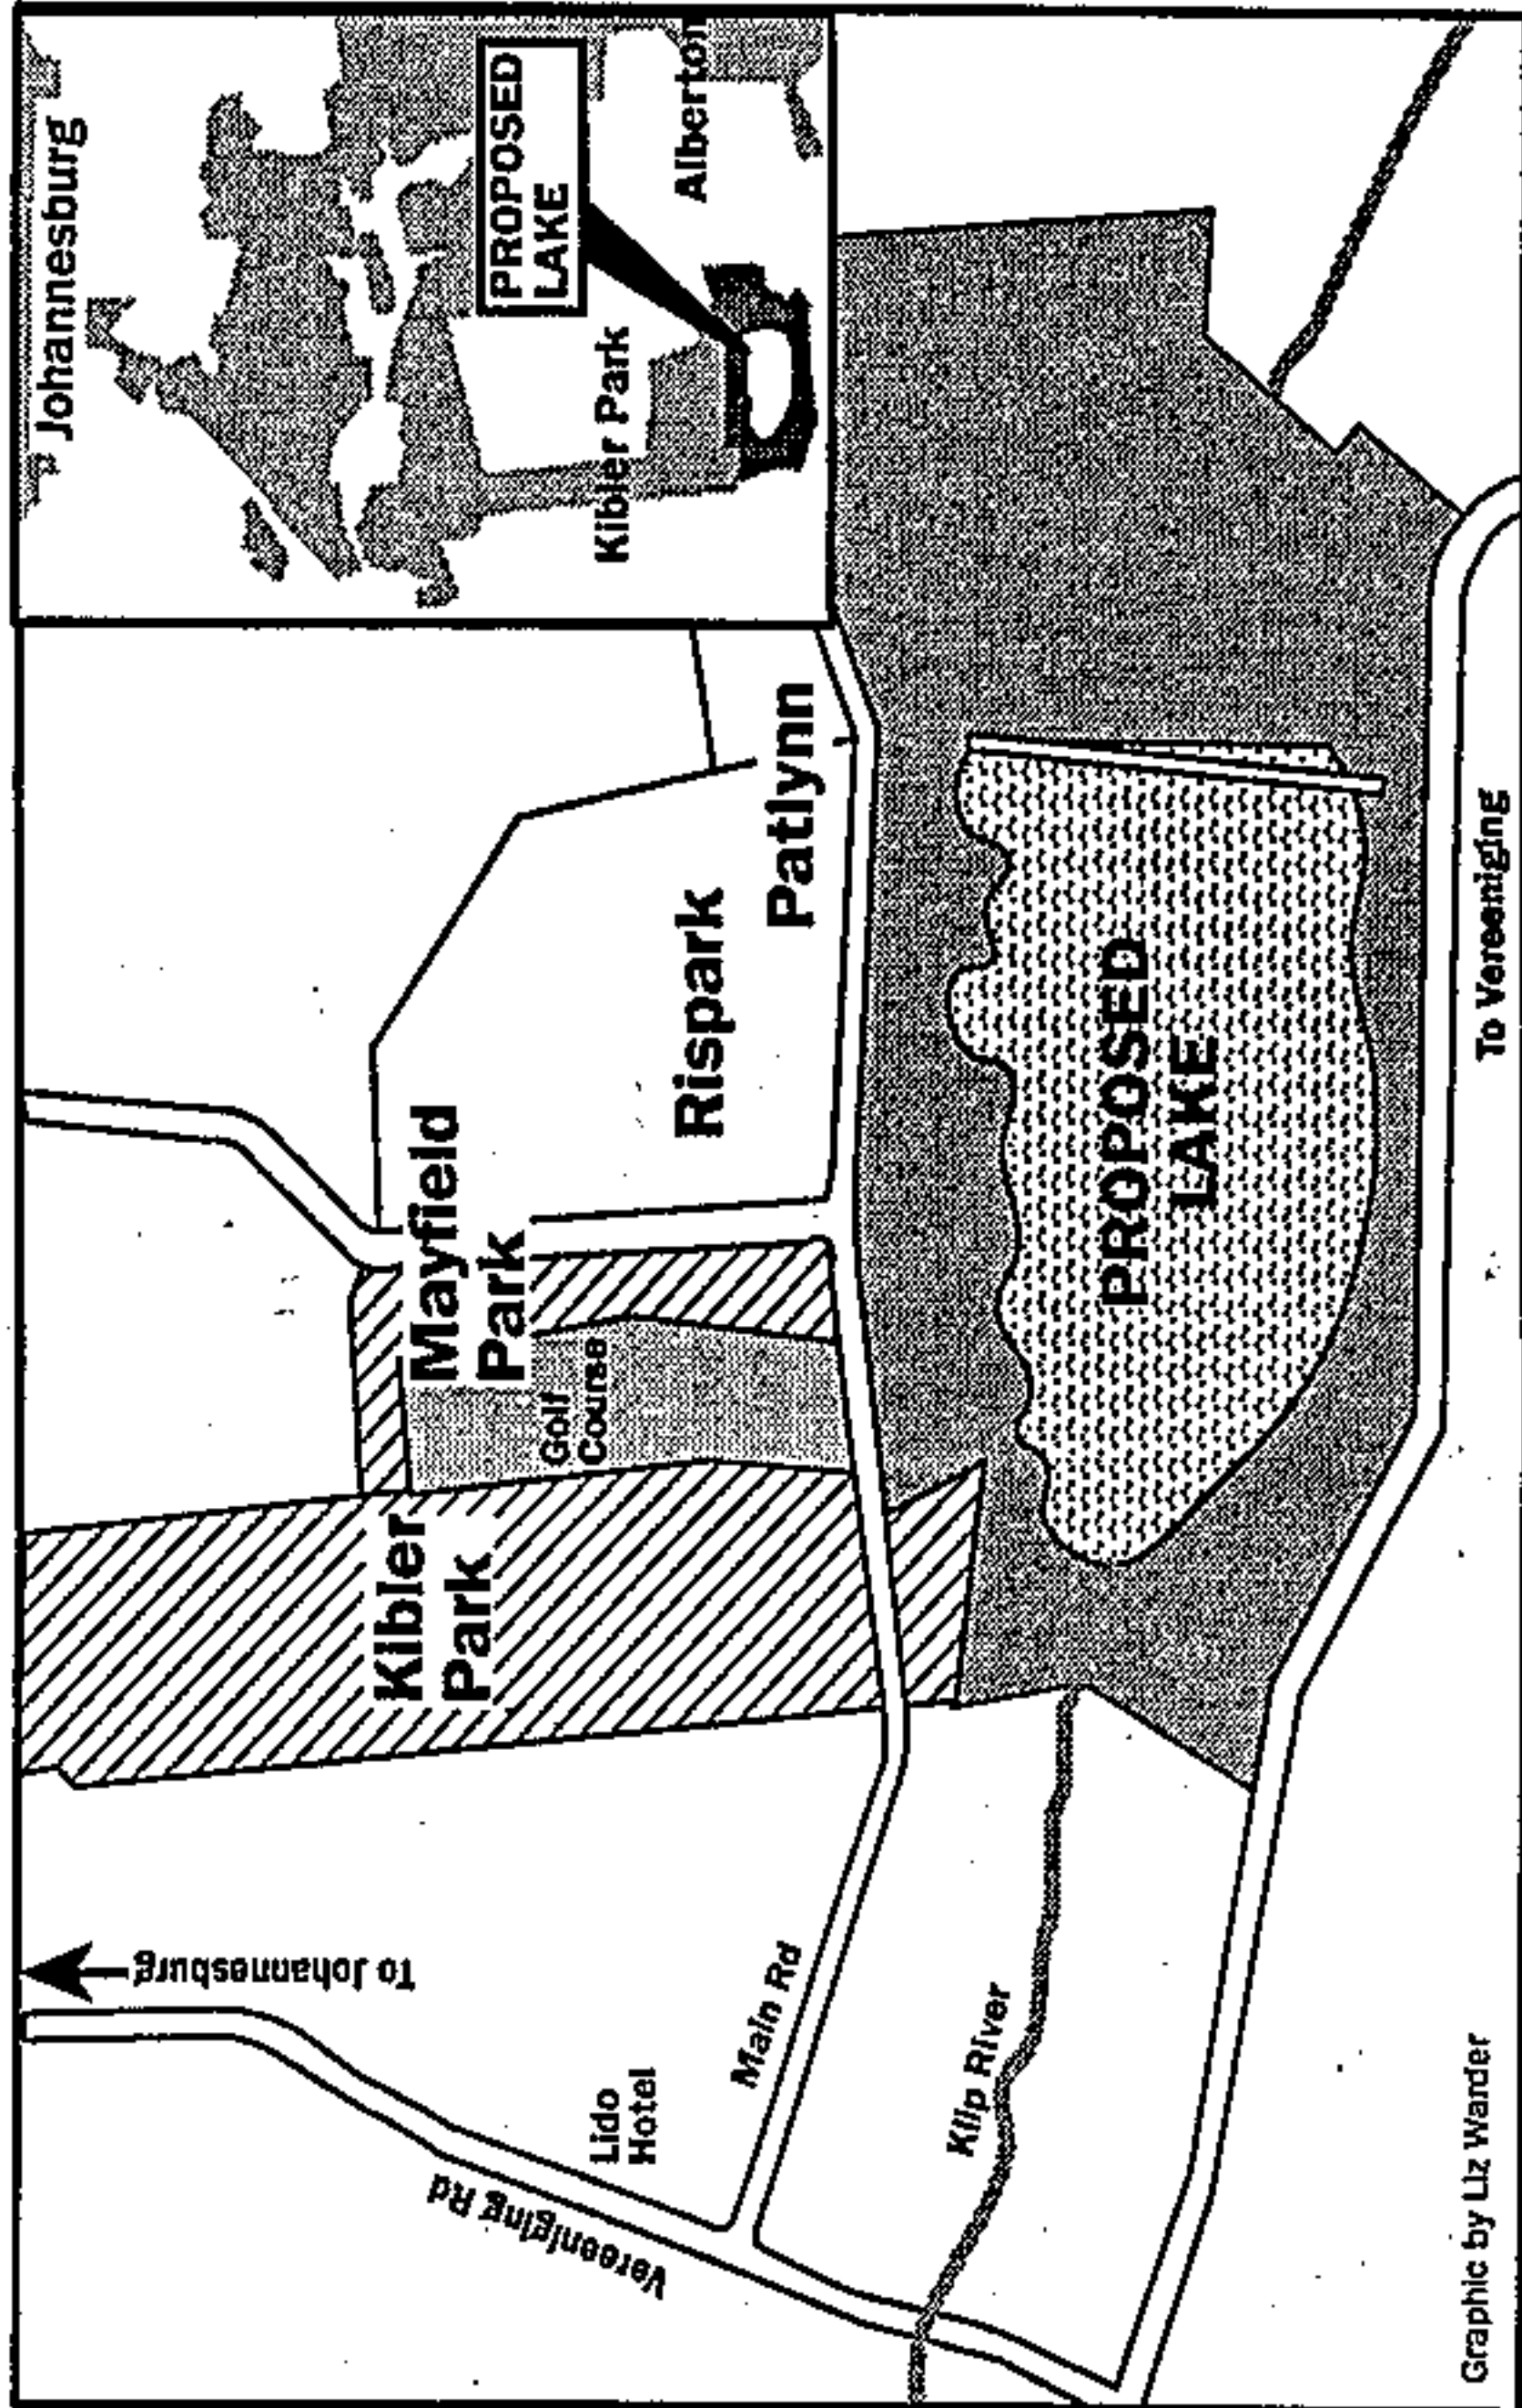 Johannesburg
PROPOSED
LAKE
Alberton
Kibler Park
To Johannesburg
Vereeniging Rd
Lido
Hotel
Main Rd
Klip River
Kibler
Park
Mayfield
Park
Golf
Course
Rispark
Patlynn
PROPOSED
LAKE
To Vereeniging
Graphic by Liz Warder